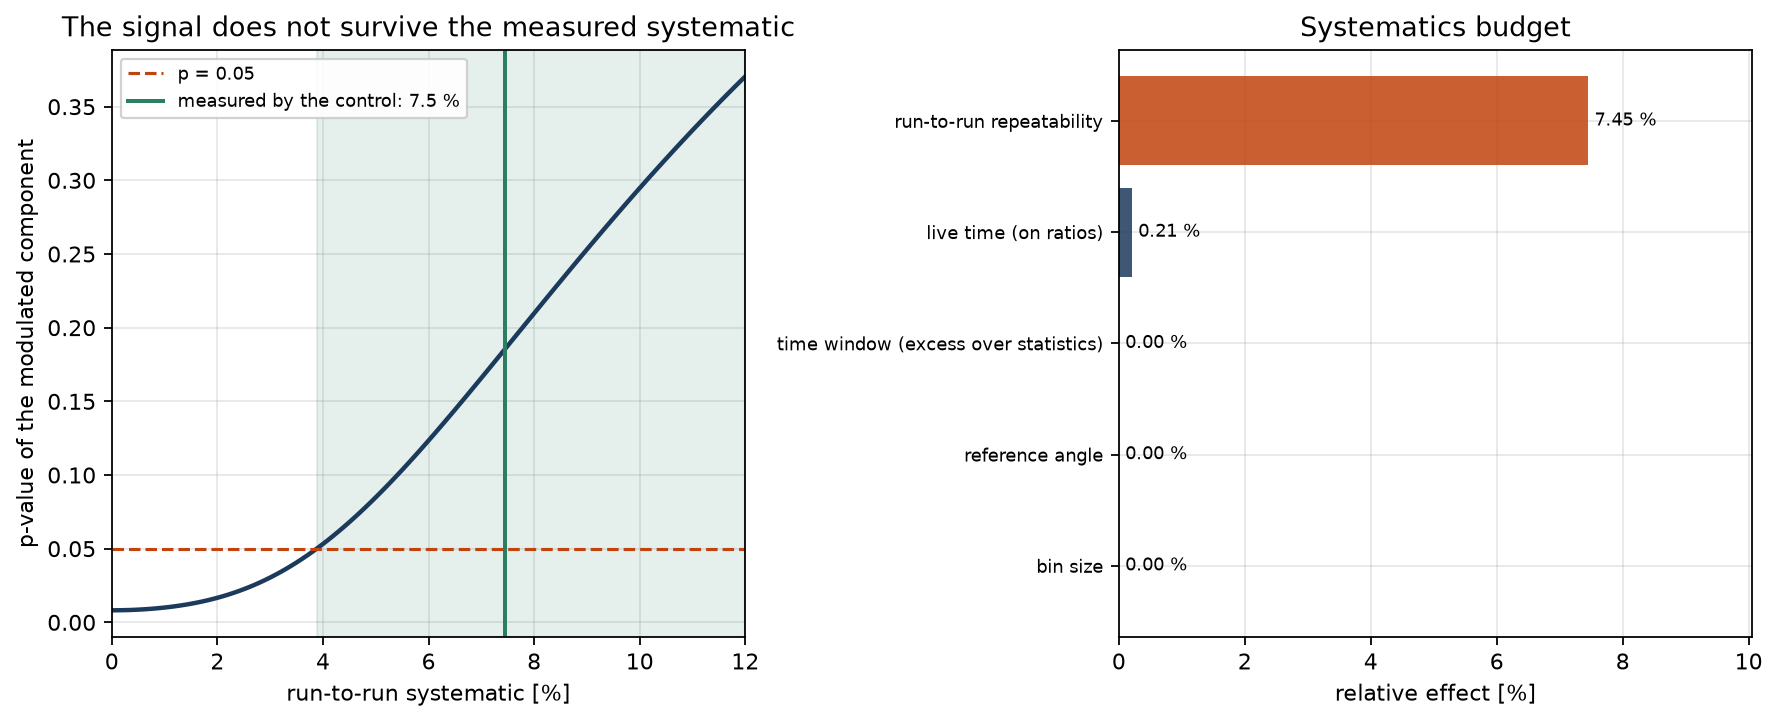 The signal does not survive the measured systematic
p = 0.05
measured by the control: 7.5 %
p-value of the modulated component
0.35
0.30
0.25
0.20
0.15
0.10
0.05
0.00
0 2 4 6 8 10 12
run-to-run systematic [%]
Systematics budget
run-to-run repeatability 7.45 %
live time (on ratios) 0.21 %
time window (excess over statistics) 0.00 %
reference angle 0.00 %
bin size 0.00 %
0 2 4 6 8 10
relative effect [%]